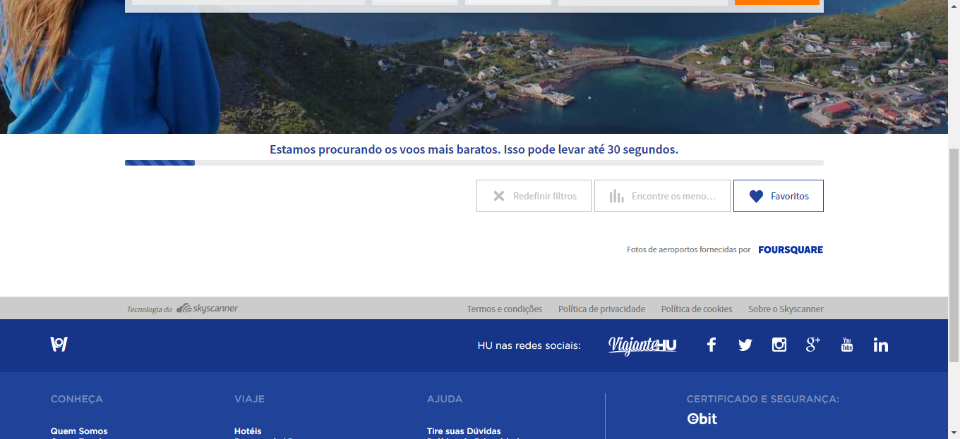 Estamos procurando os voos mais baratos. Isso pode levar até 30 segundos.
Redefinir filtros
Encontre os meno...
Favoritos
Fotos de aeroportos fornecidas por FOURSQUARE
Tecnologia do skyscanner
Termos e condições
Política de privacidade
Política de cookies
Sobre o Skyscanner
HU nas redes sociais:
ViajanteHU
You Tube
CONHEÇA
VIAJE
AJUDA
CERTIFICADO E SEGURANÇA:
ebit
Quem Somos
Hotéis
Tire suas Dúvidas